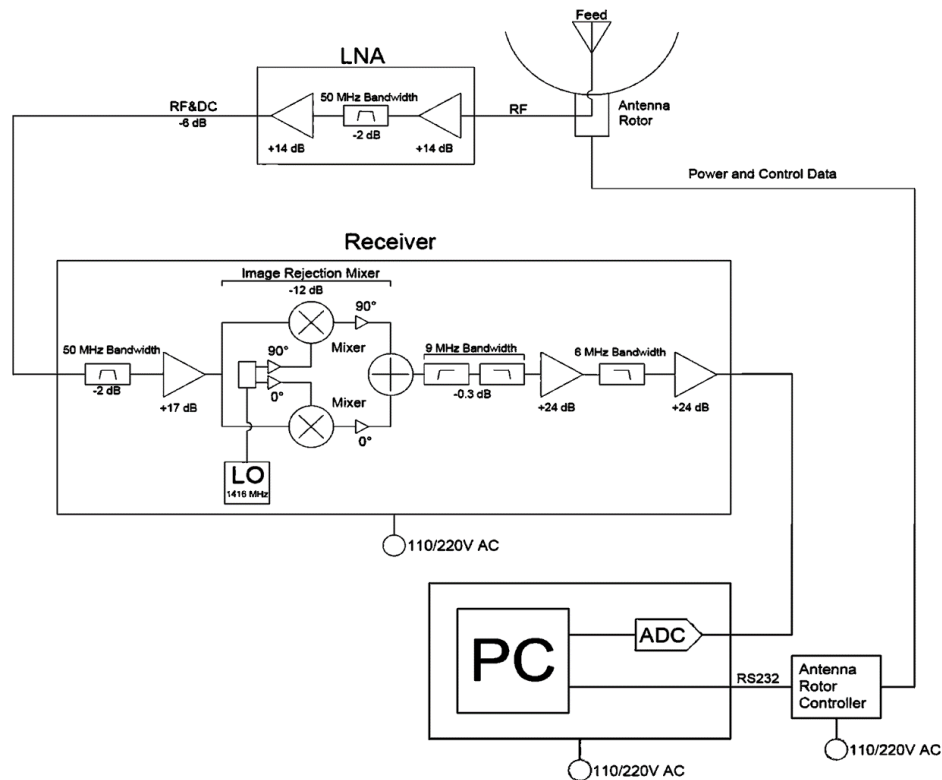 Feed
LNA
50 MHz Bandwidth
-2 dB
+14 dB
+14 dB
RF&DC
-6 dB
RF
Antenna
Rotor
Power and Control Data
Receiver
Image Rejection Mixer
-12 dB
90°
Mixer
50 MHz Bandwidth
-2 dB
+17 dB
90°
0°
Mixer
0°
9 MHz Bandwidth
-0.3 dB
+24 dB
6 MHz Bandwidth
+24 dB
LO
1416 MHz
110/220V AC
PC
ADC
RS232
Antenna
Rotor
Controller
110/220V AC
110/220V AC